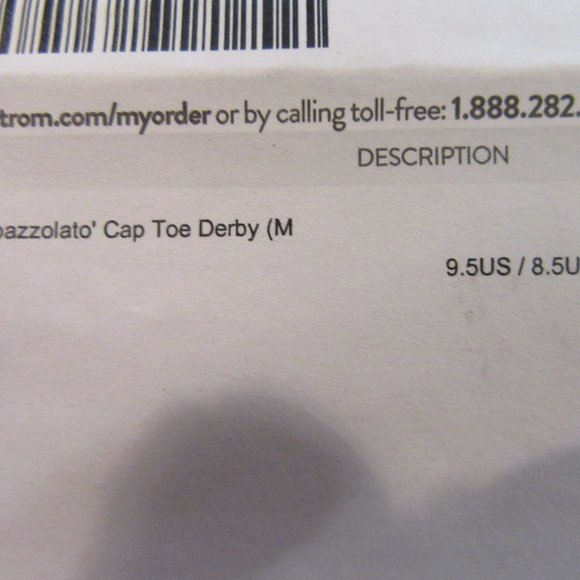 trom.com/myorder or by calling toll-free: 1.888.282.
DESCRIPTION
pazzolato' Cap Toe Derby (M
9.5US / 8.5U